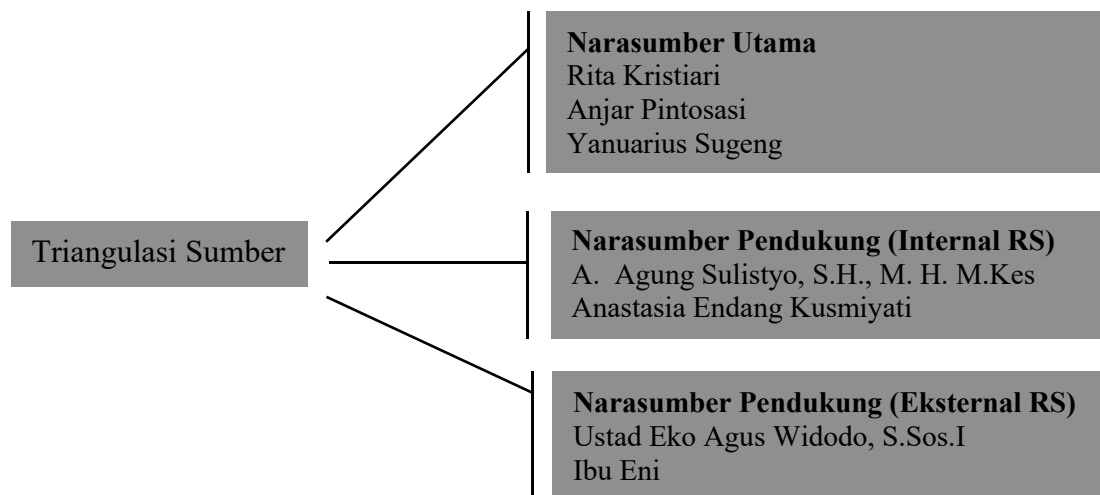 Narasumber Utama
Rita Kristiari
Anjar Pintosasi
Yanuarius Sugeng
Triangulasi Sumber
Narasumber Pendukung (Internal RS)
A. Agung Sulistyo, S.H., M. H. M.Kes
Anastasia Endang Kusmiyati
Narasumber Pendukung (Eksternal RS)
Ustad Eko Agus Widodo, S.Sos.I
Ibu Eni